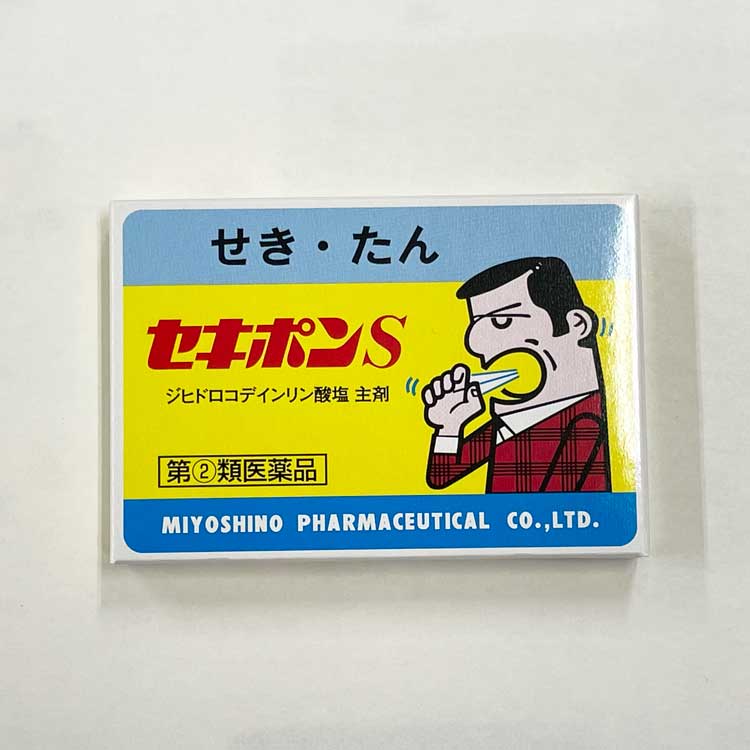 せき・たん
セキポンS
ジヒドロコデインリン酸塩 主剤
第②類医薬品
MIYOSHINO PHARMACEUTICAL CO.,LTD.